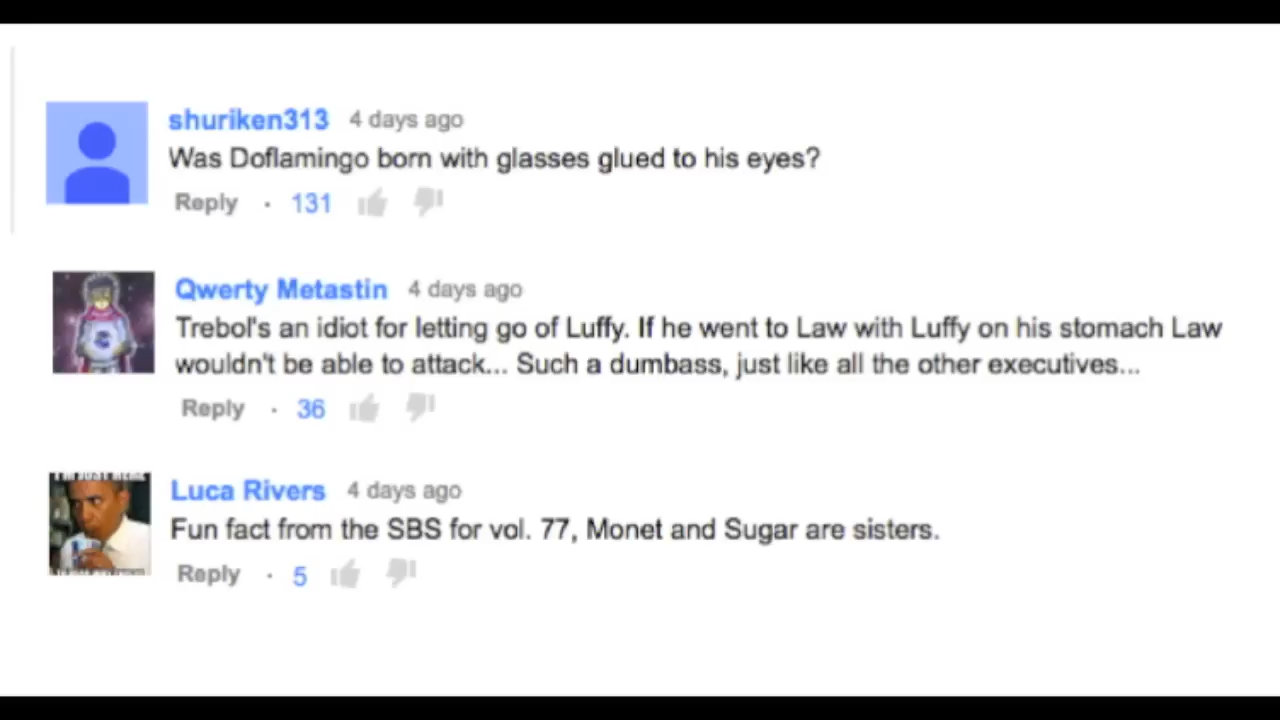 shuriken313 4 days ago
Was Doflamingo born with glasses glued to his eyes?
Reply · 131
Qwerty Metastin 4 days ago
Trebol's an idiot for letting go of Luffy. If he went to Law with Luffy on his stomach Law
wouldn't be able to attack... Such a dumbass, just like all the other executives...
Reply · 36
I'M JUST HERE
Luca Rivers 4 days ago
Fun fact from the SBS for vol. 77, Monet and Sugar are sisters.
Reply · 5